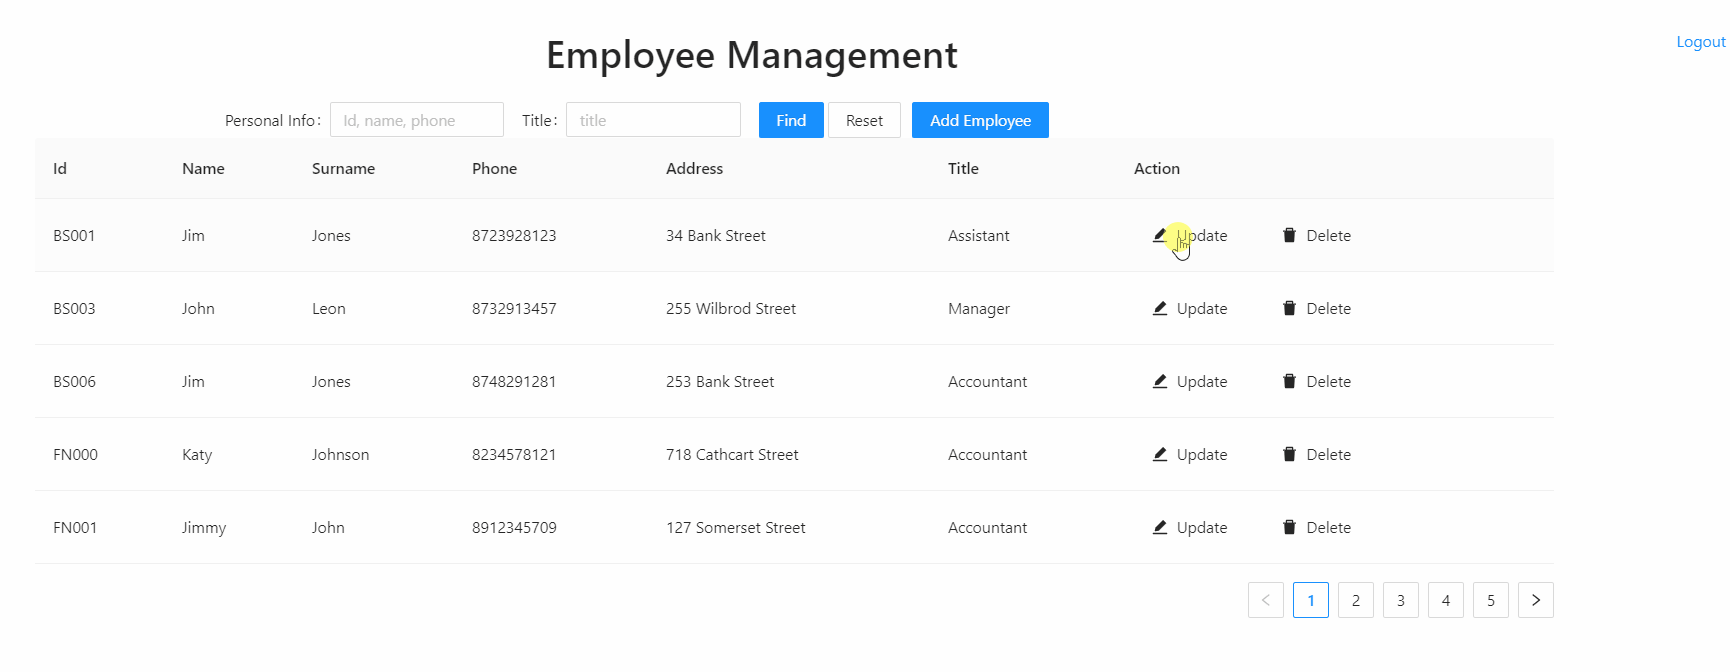 Logout
Employee Management
Personal Info: Id, name, phone Title: title Find Reset Add Employee
Id Name Surname Phone Address Title Action
BS001 Jim Jones 8723928123 34 Bank Street Assistant Update Delete
BS003 John Leon 8732913457 255 Wilbrod Street Manager Update Delete
BS006 Jim Jones 8748291281 253 Bank Street Accountant Update Delete
FN000 Katy Johnson 8234578121 718 Cathcart Street Accountant Update Delete
FN001 Jimmy John 8912345709 127 Somerset Street Accountant Update Delete
< 1 2 3 4 5 >